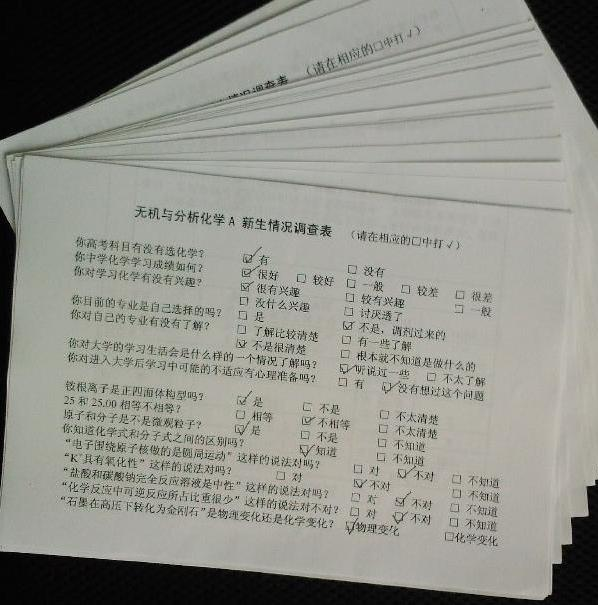 情况调查表 （请在相应的□中打√）
无机与分析化学 A 新生情况调查表 （请在相应的□中打√）
你高考科目有没有选化学？ ☑ 有 □ 没有
你中学化学学习成绩如何？ ☑ 很好 □ 较好 □ 一般 □ 较差 □ 很差
你对学习化学有没有兴趣？ ☑ 很有兴趣 □ 较有兴趣 □ 一般
□ 没什么兴趣 □ 讨厌透了
你目前的专业是自己选择的吗？ □ 是 ☑ 不是，调剂过来的
你对自己的专业有没有了解？ □ 了解比较清楚 □ 有一些了解
☑ 不是很清楚 □ 根本就不知道是做什么的
你对大学的学习生活会是什么样的一个情况了解吗？ ☑ 听说过一些 □ 不太了解
你对进入大学后学习中可能的不适应有心理准备吗？ □ 有 ☑ 没有想过这个问题
铵根离子是正四面体构型吗？ ☑ 是 □ 不是 □ 不太清楚
25 和 25.00 相等不相等？ □ 相等 ☑ 不相等 □ 不太清楚
原子和分子是不是微观粒子？ ☑ 是 □ 不是 □ 不知道
你知道化学式和分子式之间的区别吗？ ☑ 知道 □ 不知道
“电子围绕原子核做的是圆周运动”这样的说法对吗？ □ 对 ☑ 不对 □ 不知道
“K⁺具有氧化性”这样的说法对吗？ □ 对 ☑ 不对 □ 不知道
“盐酸和碳酸钠完全反应溶液是中性”这样的说法对吗？ □ 对 ☑ 不对 □ 不知道
“化学反应中可逆反应所占比重很少”这样的说法对不对？ □ 对 ☑ 不对 □ 不知道
“石墨在高压下转化为金刚石”是物理变化还是化学变化？ ☑ 物理变化 □ 化学变化